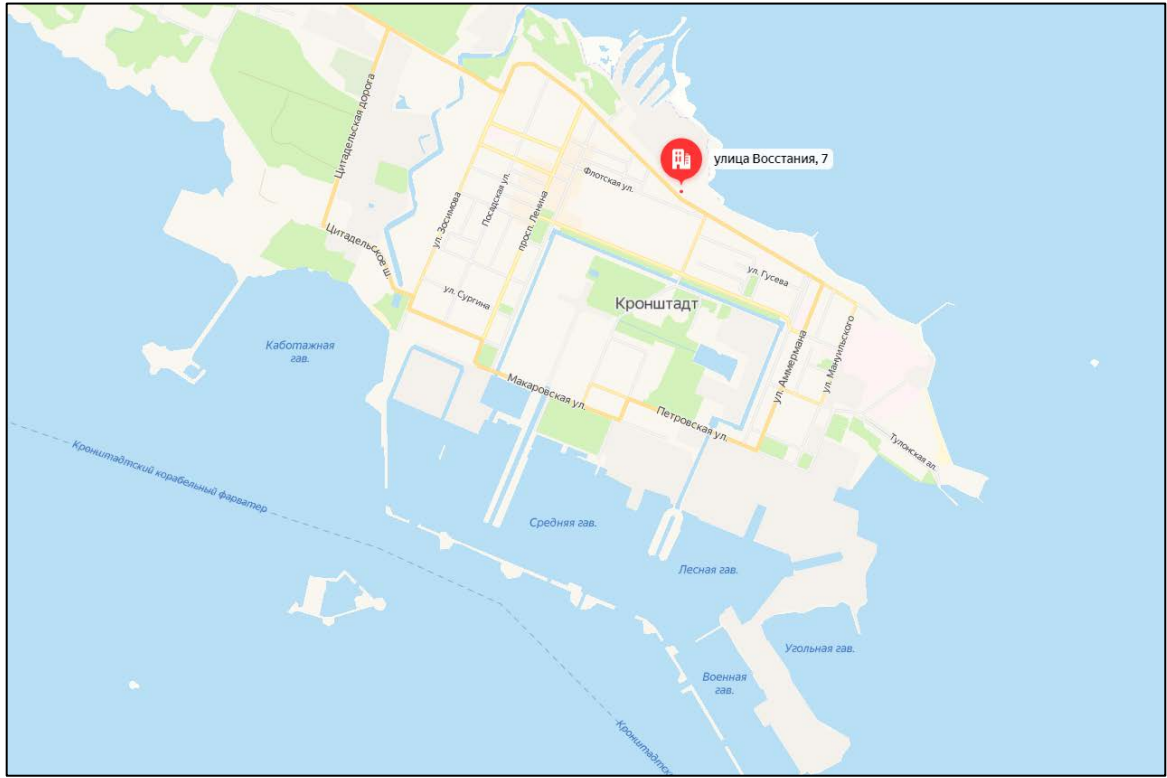 улица Восстания, 7
Цитадельская дорога
Флотская ул.
Посадская ул.
ул. Зосимова
просп. Ленина
Цитадельское ш.
ул. Гусева
ул. Сургина
Кронштадт
Каботажная
гав.
ул. Аммермана
ул. Мануильского
Макаровская ул.
Петровская ул.
Тулонская ал.
Кронштадтский корабельный фарватер
Средняя гав.
Лесная гав.
Угольная гав.
Военная
гав.
Кронштадтск